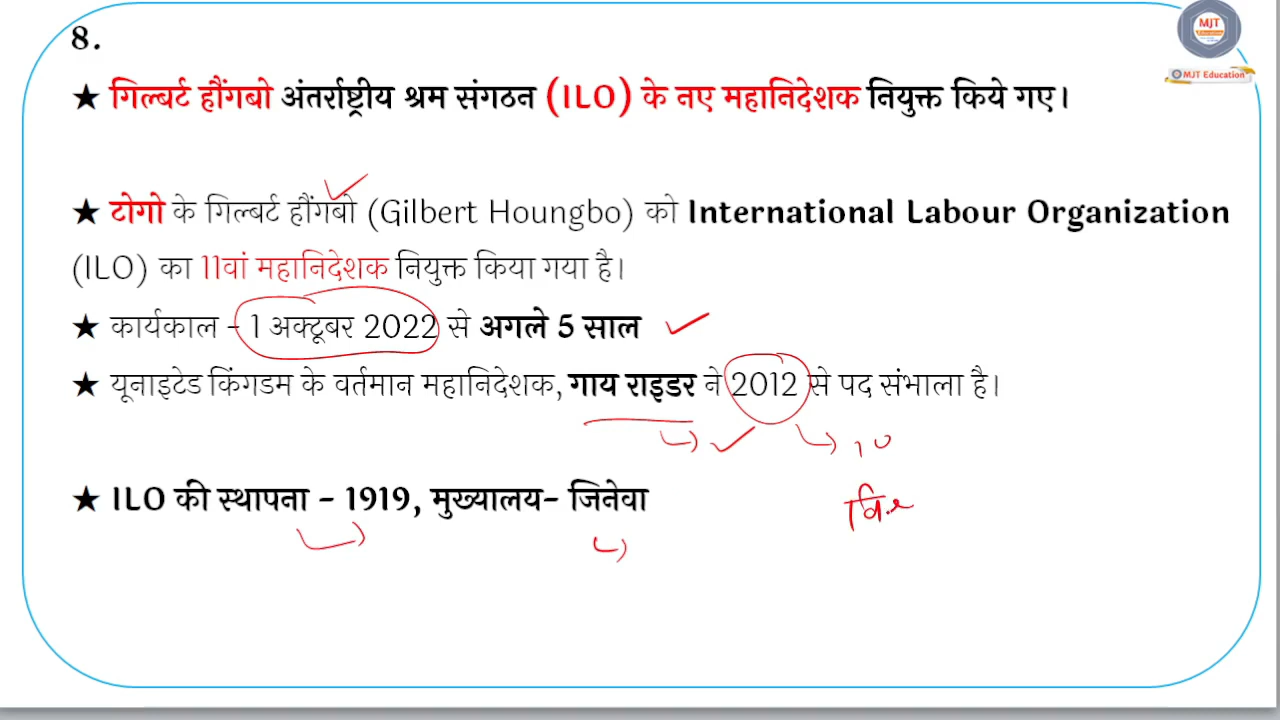 MJT
Education
MJT Education
8.
★ गिल्बर्ट हौंगबो अंतर्राष्ट्रीय श्रम संगठन (ILO) के नए महानिदेशक नियुक्त किये गए।
★ टोगो के गिल्बर्ट हौंगबो (Gilbert Houngbo) को International Labour Organization
(ILO) का 11वां महानिदेशक नियुक्त किया गया है।
★ कार्यकाल - 1 अक्टूबर 2022 से अगले 5 साल
★ यूनाइटेड किंगडम के वर्तमान महानिदेशक, गाय राइडर ने 2012 से पद संभाला है।
10
★ ILO की स्थापना - 1919, मुख्यालय- जिनेवा